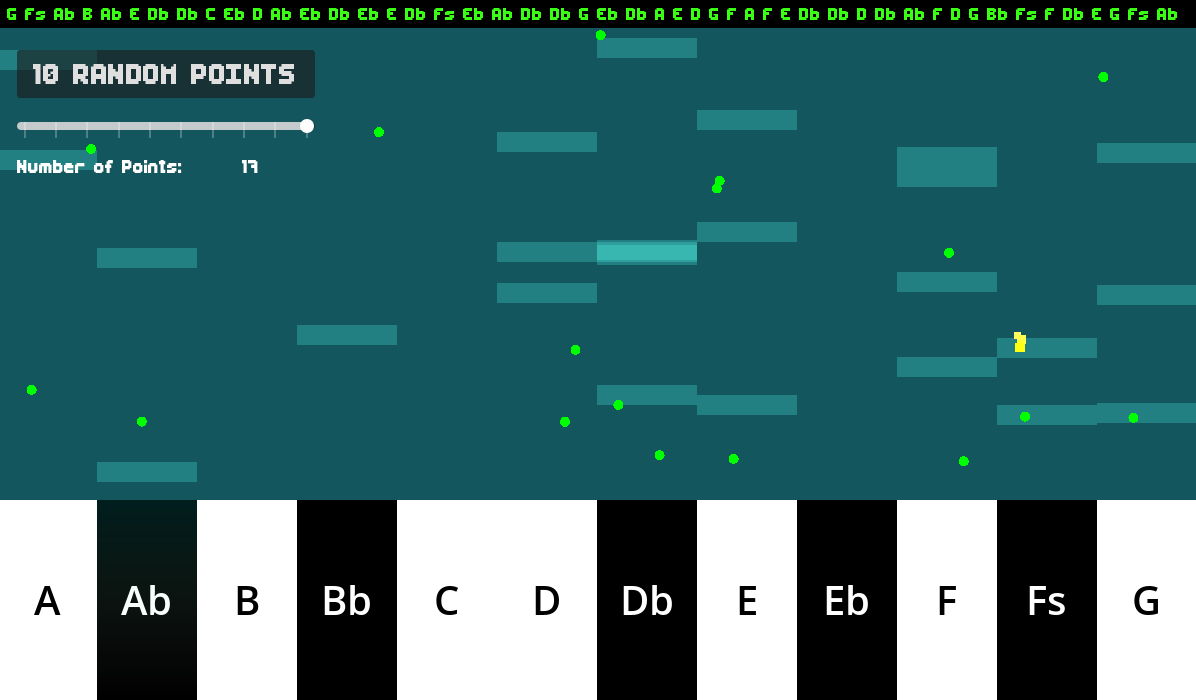 G Fs Ab B Ab E Db Db C Eb D Ab Eb Db Eb E Db Fs Eb Ab Db Db G Eb Db A E D G F A F E Db Db D Db Ab F D G Bb Fs F Db E G Fs Ab
10 RANDOM POINTS
Number of Points: 17
A Ab B Bb C D Db E Eb F Fs G